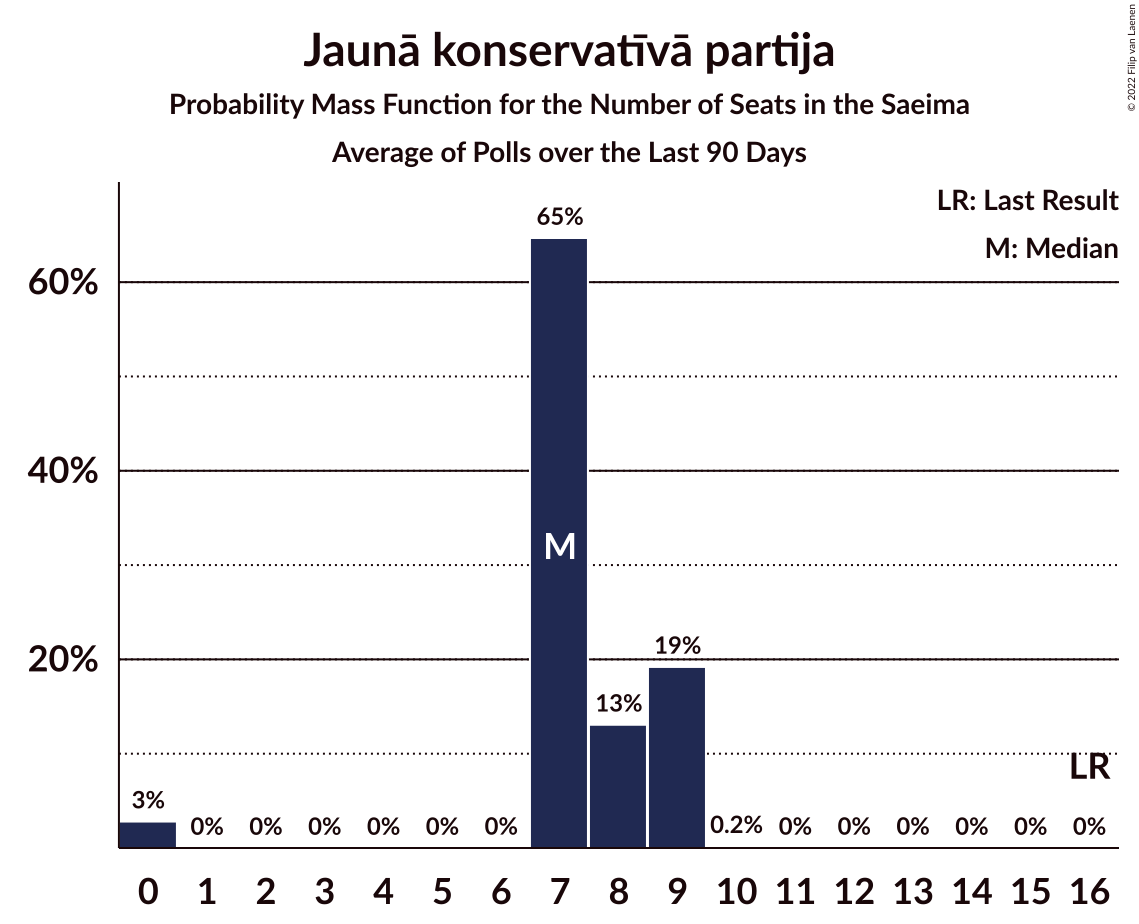 Jaunā konservatīvā partija
Probability Mass Function for the Number of Seats in the Saeima
Average of Polls over the Last 90 Days
© 2022 Filip van Laenen
LR: Last Result
M: Median
60%
40%
20%
3%
0%
0%
0%
0%
0%
0%
65%
M
13%
19%
0.2%
0%
0%
0%
0%
0%
0%
LR
0 1 2 3 4 5 6 7 8 9 10 11 12 13 14 15 16